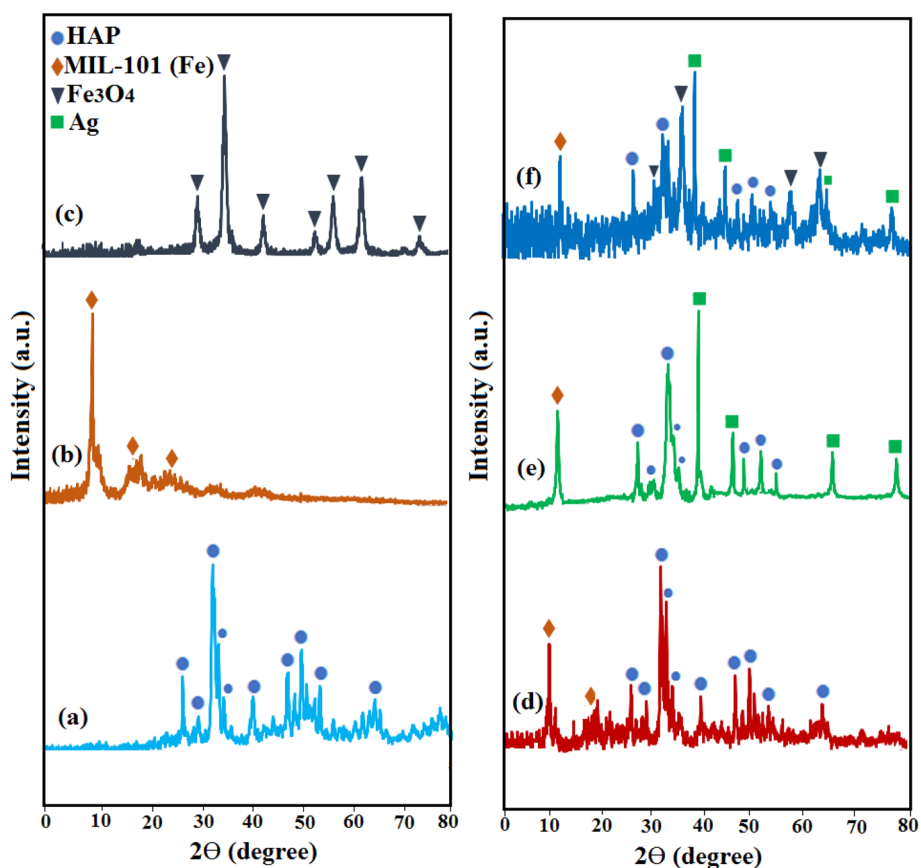 HAP
MIL-101 (Fe)
Fe3O4
Ag
(c)
(b)
(a)
Intensity (a.u.)
0 10 20 30 40 50 60 70 80
2Θ (degree)
(f)
(e)
(d)
Intensity (a.u.)
0 10 20 30 40 50 60 70 80
2Θ (degree)